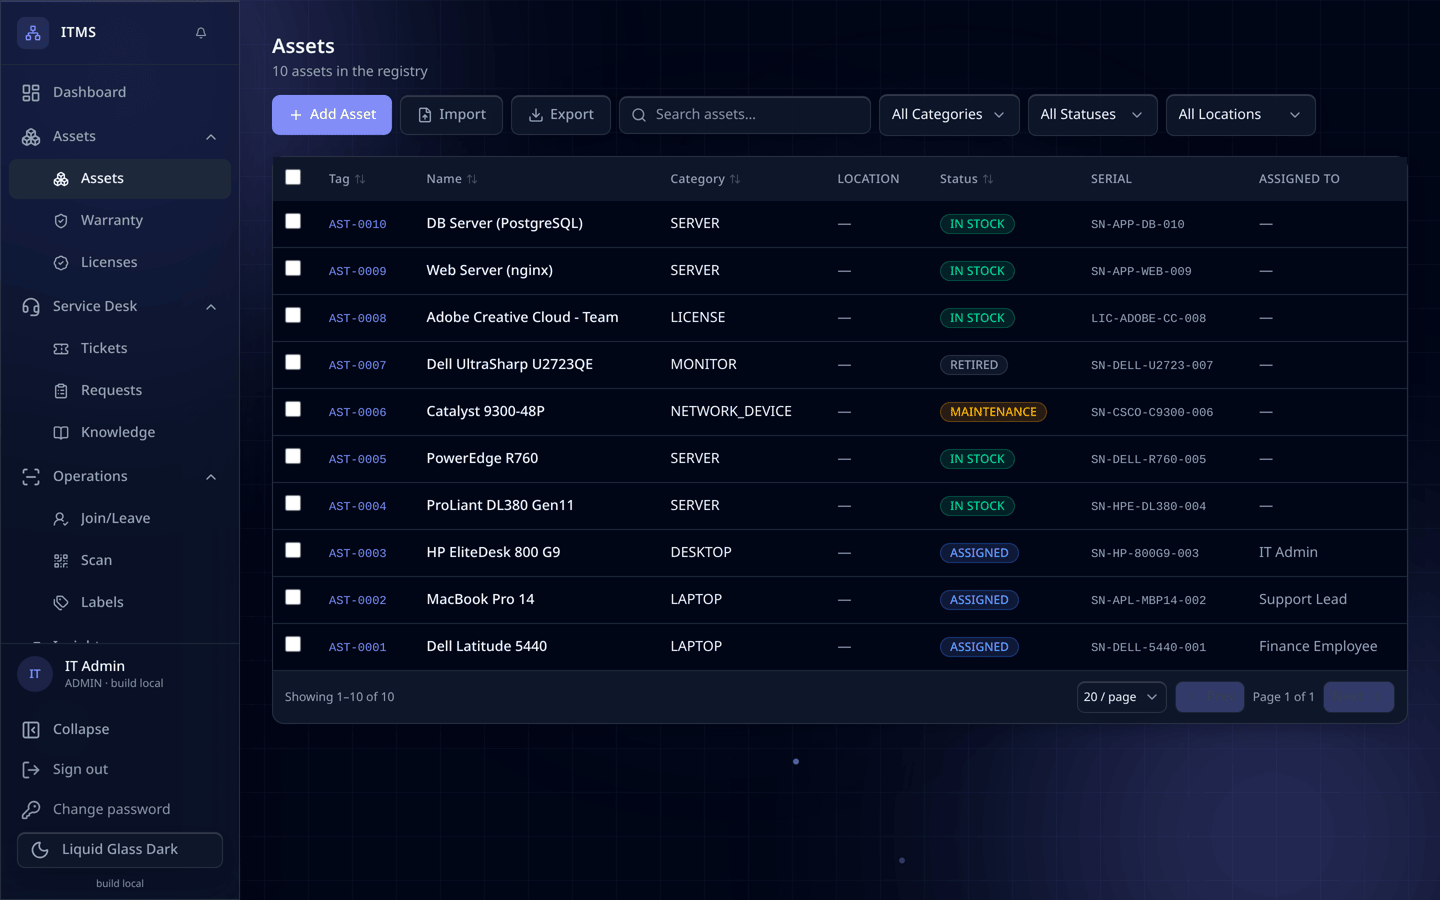 ITMS
Dashboard
Assets
Assets
Warranty
Licenses
Service Desk
Tickets
Requests
Knowledge
Operations
Join/Leave
Scan
Labels
IT
IT Admin
ADMIN · build local
Collapse
Sign out
Change password
Liquid Glass Dark
build local
Assets
10 assets in the registry
Add Asset Import Export Search assets... All Categories All Statuses All Locations
Tag Name Category LOCATION Status SERIAL ASSIGNED TO
AST-0010 DB Server (PostgreSQL) SERVER — IN STOCK SN-APP-DB-010 —
AST-0009 Web Server (nginx) SERVER — IN STOCK SN-APP-WEB-009 —
AST-0008 Adobe Creative Cloud - Team LICENSE — IN STOCK LIC-ADOBE-CC-008 —
AST-0007 Dell UltraSharp U2723QE MONITOR — RETIRED SN-DELL-U2723-007 —
AST-0006 Catalyst 9300-48P NETWORK_DEVICE — MAINTENANCE SN-CSCO-C9300-006 —
AST-0005 PowerEdge R760 SERVER — IN STOCK SN-DELL-R760-005 —
AST-0004 ProLiant DL380 Gen11 SERVER — IN STOCK SN-HPE-DL380-004 —
AST-0003 HP EliteDesk 800 G9 DESKTOP — ASSIGNED SN-HP-800G9-003 IT Admin
AST-0002 MacBook Pro 14 LAPTOP — ASSIGNED SN-APL-MBP14-002 Support Lead
AST-0001 Dell Latitude 5440 LAPTOP — ASSIGNED SN-DELL-5440-001 Finance Employee
Showing 1–10 of 10 20 / page Page 1 of 1